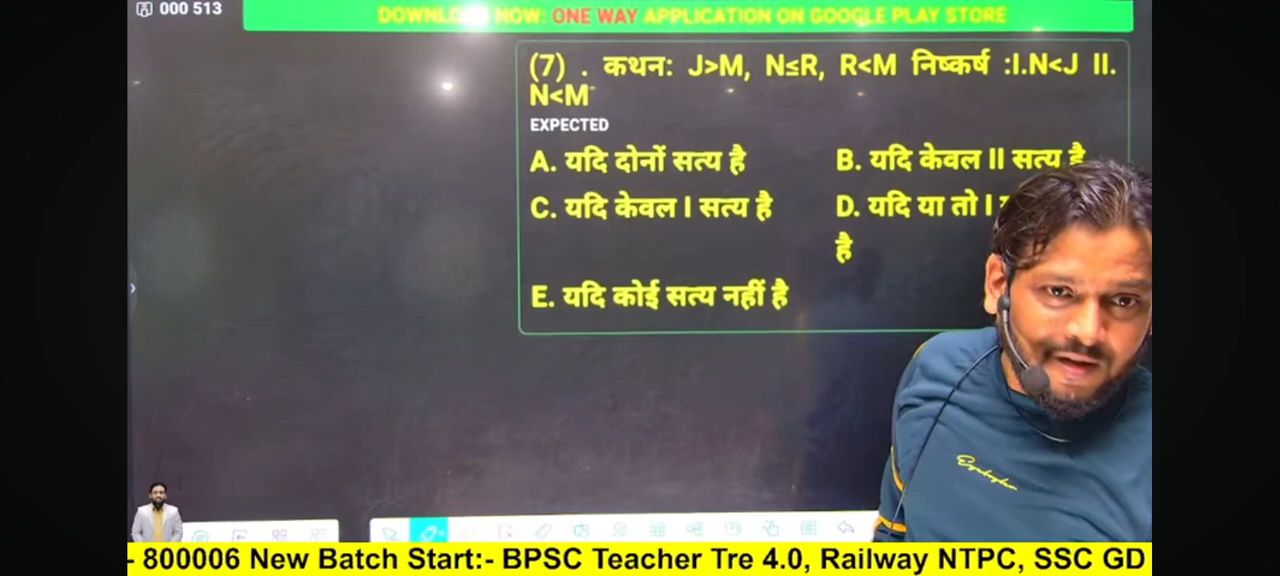 000 513
DOWNLOAD NOW: ONE WAY APPLICATION ON GOOGLE PLAY STORE
(7) . कथन: J>M, N≤R, R<M निष्कर्ष :I.N<J II.
N<M
EXPECTED
A. यदि दोनों सत्य है B. यदि केवल II सत्य है
C. यदि केवल I सत्य है D. यदि या तो I
है
E. यदि कोई सत्य नहीं है
- 800006 New Batch Start:- BPSC Teacher Tre 4.0, Railway NTPC, SSC GD